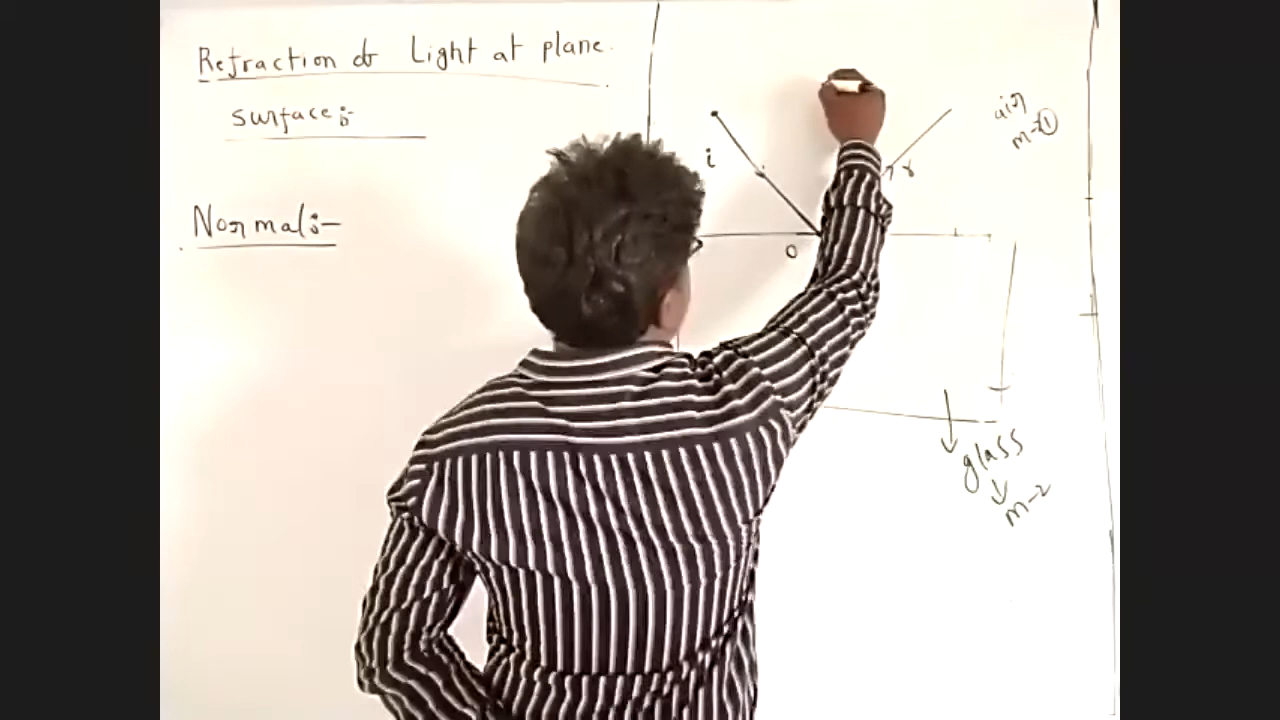 Refraction of Light at plane.
surface:-
Normal:-
i
r
air
m-①
O
glass
m-2